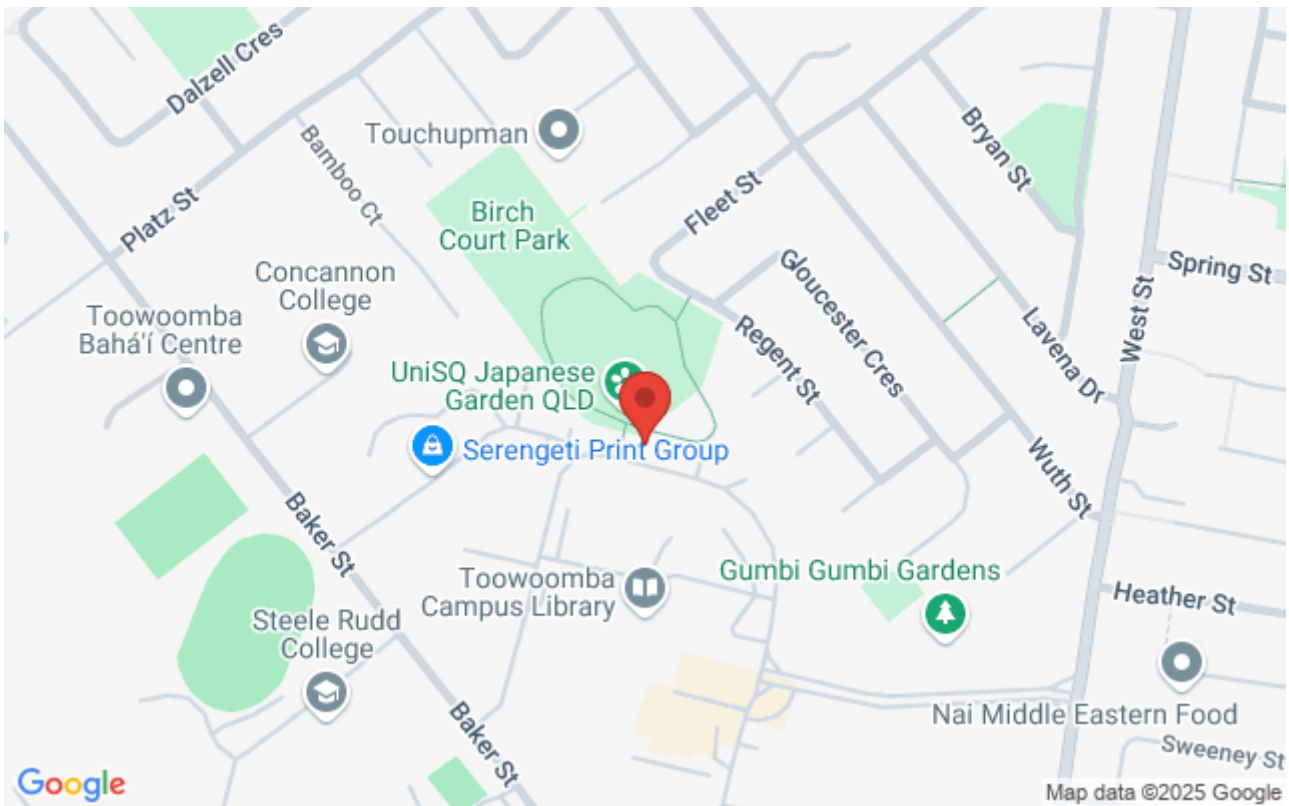 Dalzell Cres
Touchupman
Bamboo Ct
Bryan St
Platz St
Birch
Court Park
Fleet St
Concannon
College
Gloucester Cres
Spring St
Toowoomba
Bahá'í Centre
West St
Lavena Dr
Regent St
UniSQ Japanese
Garden QLD
Serengeti Print Group
Wuth St
Baker St
Toowoomba
Campus Library
Gumbi Gumbi Gardens
Heather St
Steele Rudd
College
Nai Middle Eastern Food
Baker St
Sweeney St
Google
Map data ©2025 Google